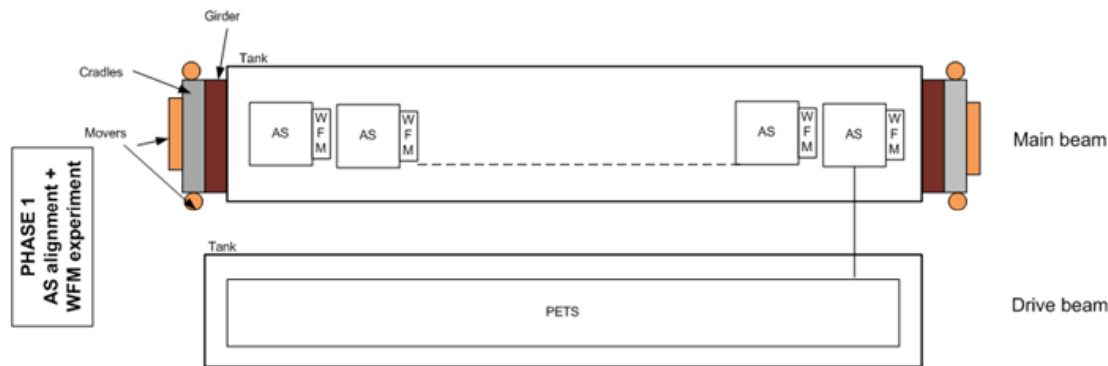 Girder
Tank
Cradles
AS
WFM
AS
WFM
AS
WFM
AS
WFM
Main beam
Movers
PHASE 1
AS alignment +
WFM experiment
Tank
PETS
Drive beam